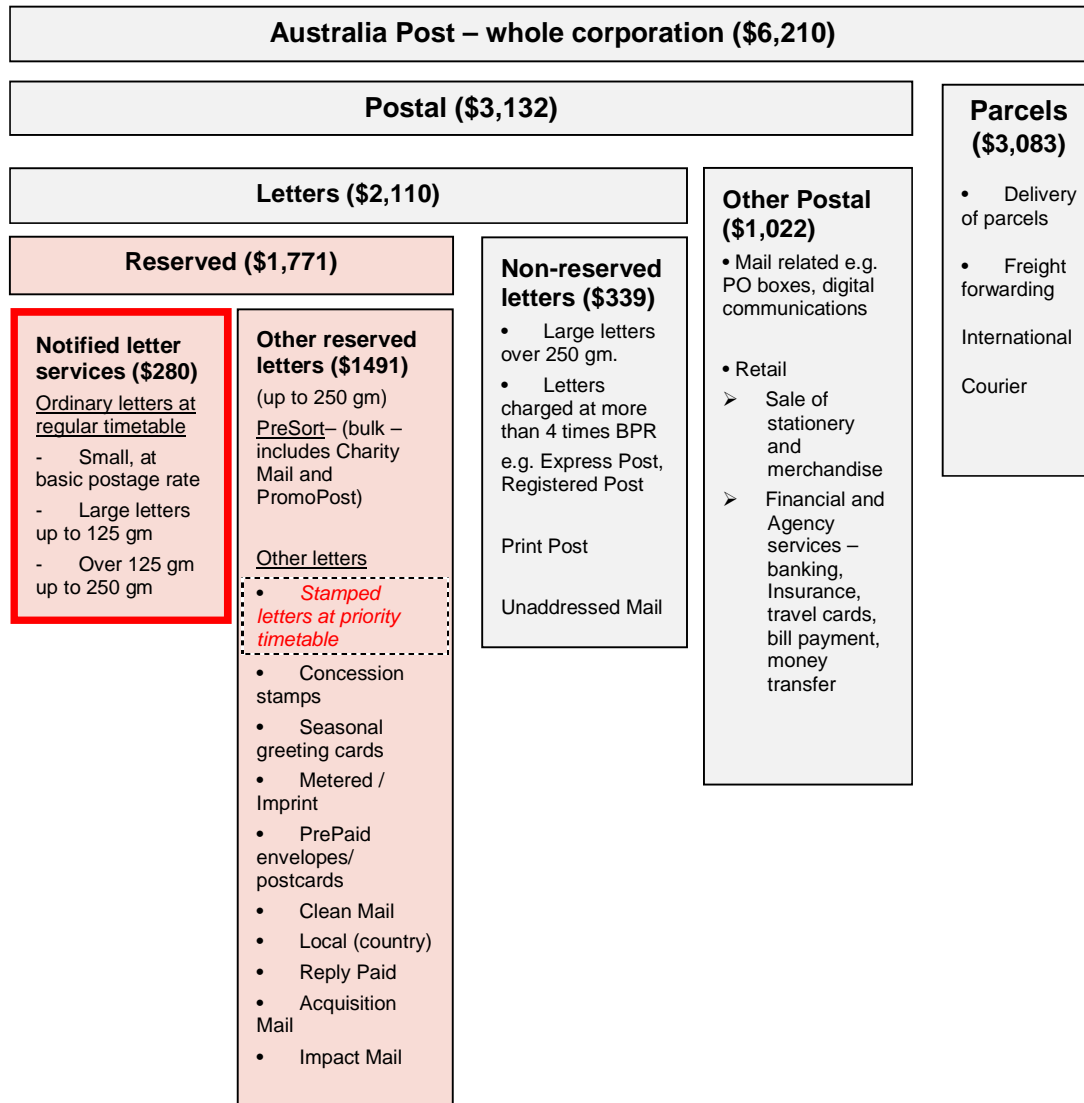 Australia Post – whole corporation ($6,210)
Postal ($3,132)
Parcels
($3,083)
• Delivery
of parcels
• Freight
forwarding
International
Courier
Letters ($2,110)
Other Postal
($1,022)
• Mail related e.g.
PO boxes, digital
communications
• Retail
➢ Sale of
stationery
and
merchandise
➢ Financial and
Agency
services –
banking,
Insurance,
travel cards,
bill payment,
money
transfer
Reserved ($1,771)
Non-reserved
letters ($339)
• Large letters
over 250 gm.
• Letters
charged at more
than 4 times BPR
e.g. Express Post,
Registered Post
Print Post
Unaddressed Mail
Notified letter
services ($280)
Ordinary letters at
regular timetable
- Small, at
basic postage rate
- Large letters
up to 125 gm
- Over 125 gm
up to 250 gm
Other reserved
letters ($1491)
(up to 250 gm)
PreSort– (bulk –
includes Charity
Mail and
PromoPost)
Other letters
• Stamped
letters at priority
timetable
• Concession
stamps
• Seasonal
greeting cards
• Metered /
Imprint
• PrePaid
envelopes/
postcards
• Clean Mail
• Local (country)
• Reply Paid
• Acquisition
Mail
• Impact Mail